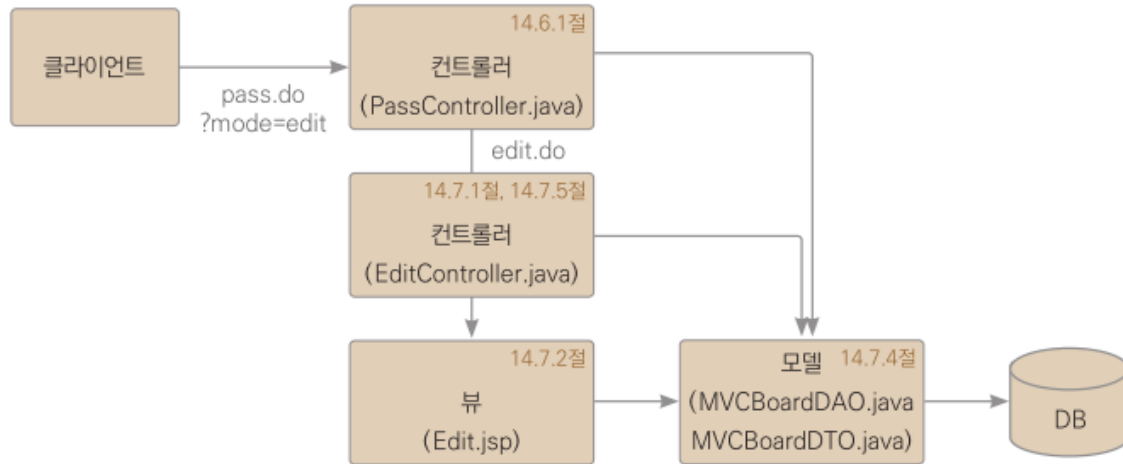 클라이언트
pass.do
?mode=edit
14.6.1절
컨트롤러
(PassController.java)
edit.do
14.7.1절, 14.7.5절
컨트롤러
(EditController.java)
14.7.2절
뷰
(Edit.jsp)
모델 14.7.4절
(MVCBoardDAO.java
MVCBoardDTO.java)
DB